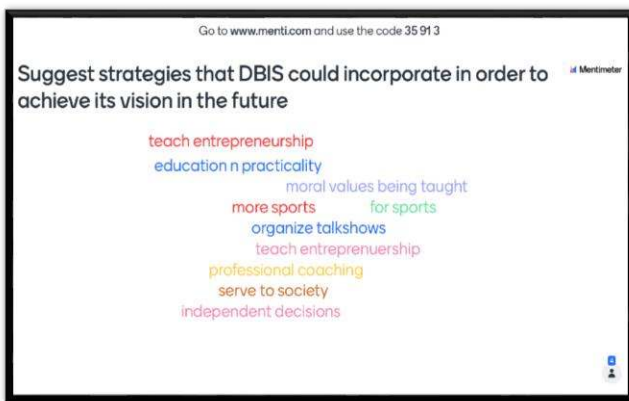 Go to www.menti.com and use the code 35 91 3
Suggest strategies that DBIS could incorporate in order to
achieve its vision in the future
Mentimeter
teach entrepreneurship
education n practicality
moral values being taught
more sports for sports
organize talkshows
teach entreprenuership
professional coaching
serve to society
independent decisions
4